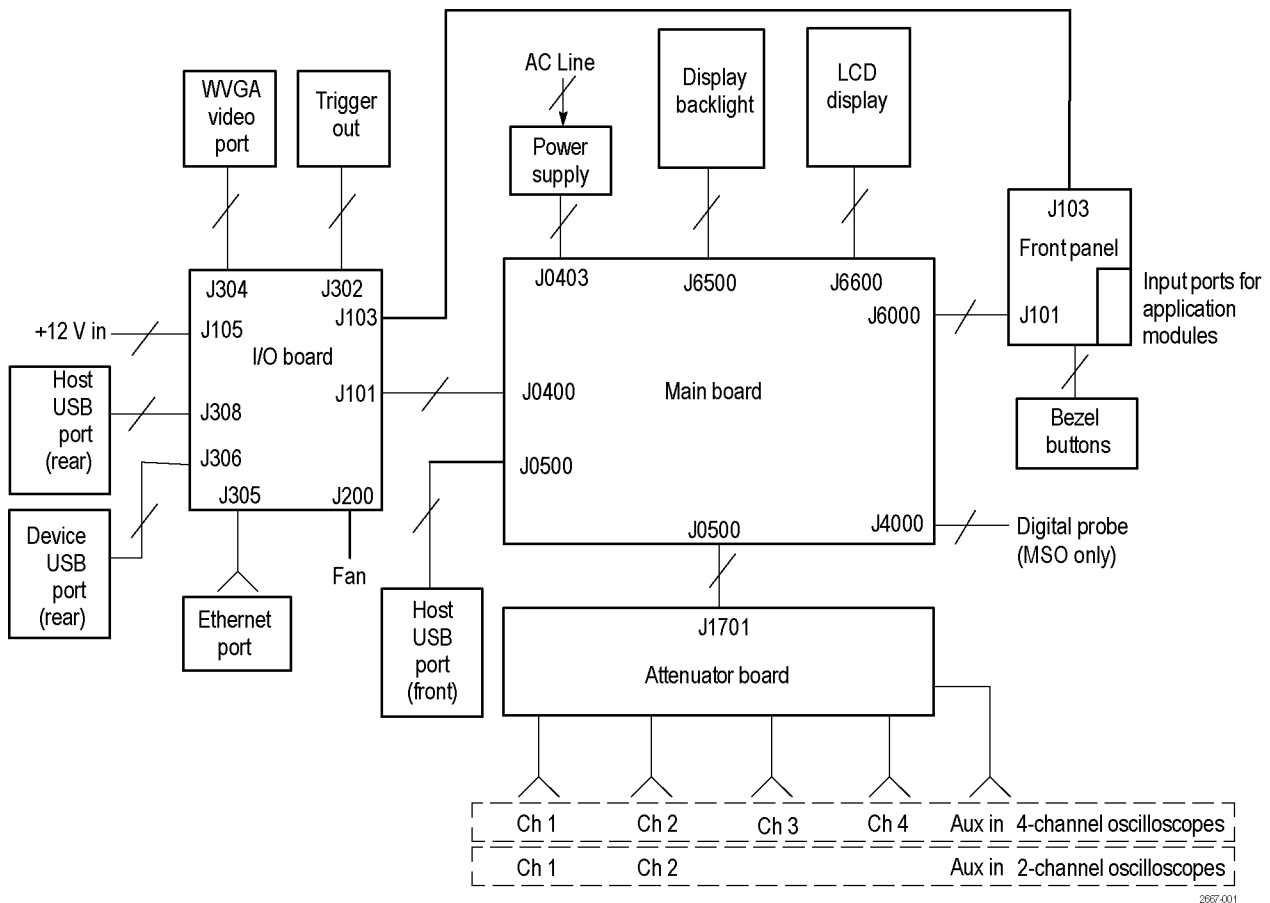 WVGA
video
port
Trigger
out
AC Line
Power
supply
Display
backlight
LCD
display
J304
J302
J103
J105
+12 V in
I/O board
J101
Host
USB
port
(rear)
J308
J306
J305
J200
Device
USB
port
(rear)
Ethernet
port
Fan
J0403
J6500
J6600
J6000
J0400
Main board
J0500
J0500
J4000
Host
USB
port
(front)
J103
Front panel
J101
Input ports for
application
modules
Bezel
buttons
Digital probe
(MSO only)
J1701
Attenuator board
Ch 1 Ch 2 Ch 3 Ch 4 Aux in 4-channel oscilloscopes
Ch 1 Ch 2 Aux in 2-channel oscilloscopes
2667-001